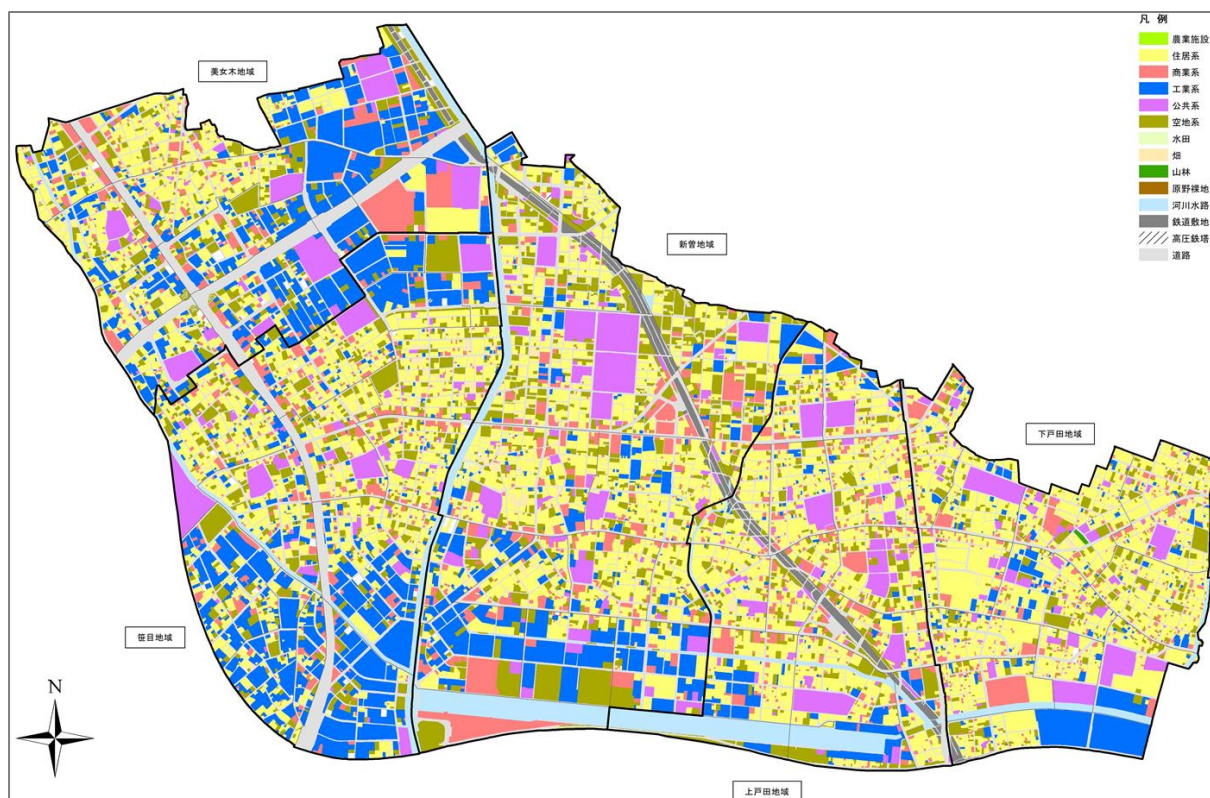 凡 例
農業施設
住居系
商業系
工業系
公共系
空地系
水田
畑
山林
原野裸地
河川水路
鉄道敷地
高圧鉄塔
道路
美女木地域
新曽地域
下戸田地域
笹目地域
N
上戸田地域